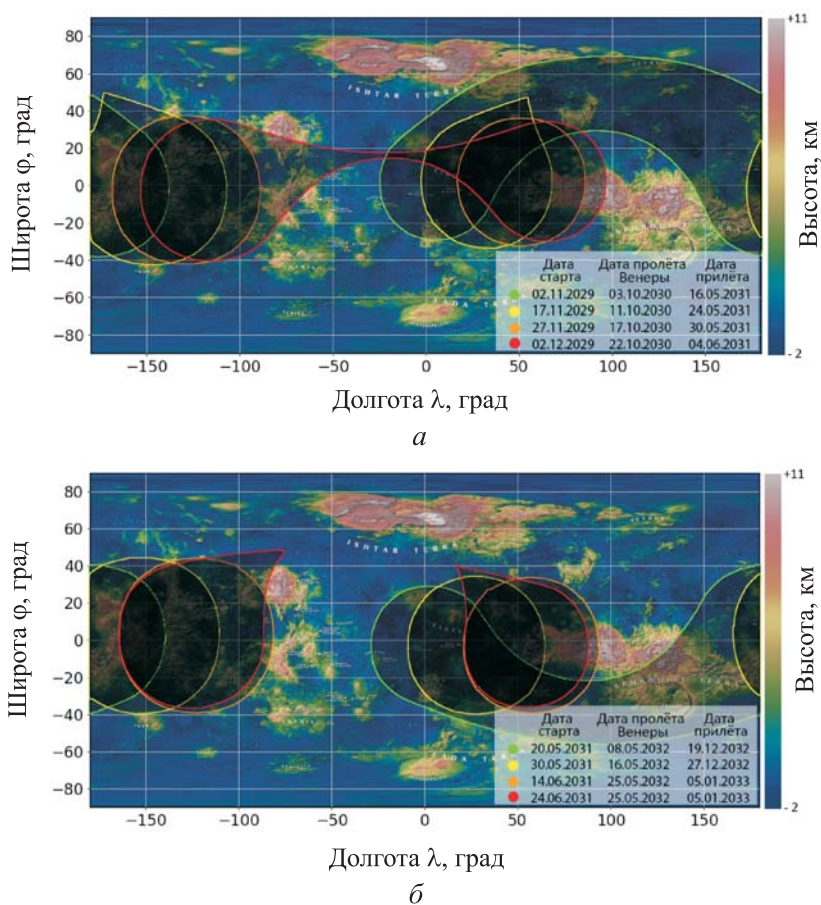 +11
80
60
40
20
0
−20
−40
−60
−80
Широта φ, град
ISHTAR TERRA
Дата старта Дата пролёта Венеры Дата прилёта
02.11.2029 03.10.2030 16.05.2031
17.11.2029 11.10.2030 24.05.2031
27.11.2029 17.10.2030 30.05.2031
02.12.2029 22.10.2030 04.06.2031
Высота, км
- 2
−150 −100 −50 0 50 100 150
Долгота λ, град
а
+11
80
60
40
20
0
−20
−40
−60
−80
Широта φ, град
ISHTAR TERRA
Дата старта Дата пролёта Венеры Дата прилёта
20.05.2031 08.05.2032 19.12.2032
30.05.2031 16.05.2032 27.12.2032
14.06.2031 25.05.2032 05.01.2033
24.06.2031 25.05.2032 05.01.2033
Высота, км
- 2
−150 −100 −50 0 50 100 150
Долгота λ, град
б